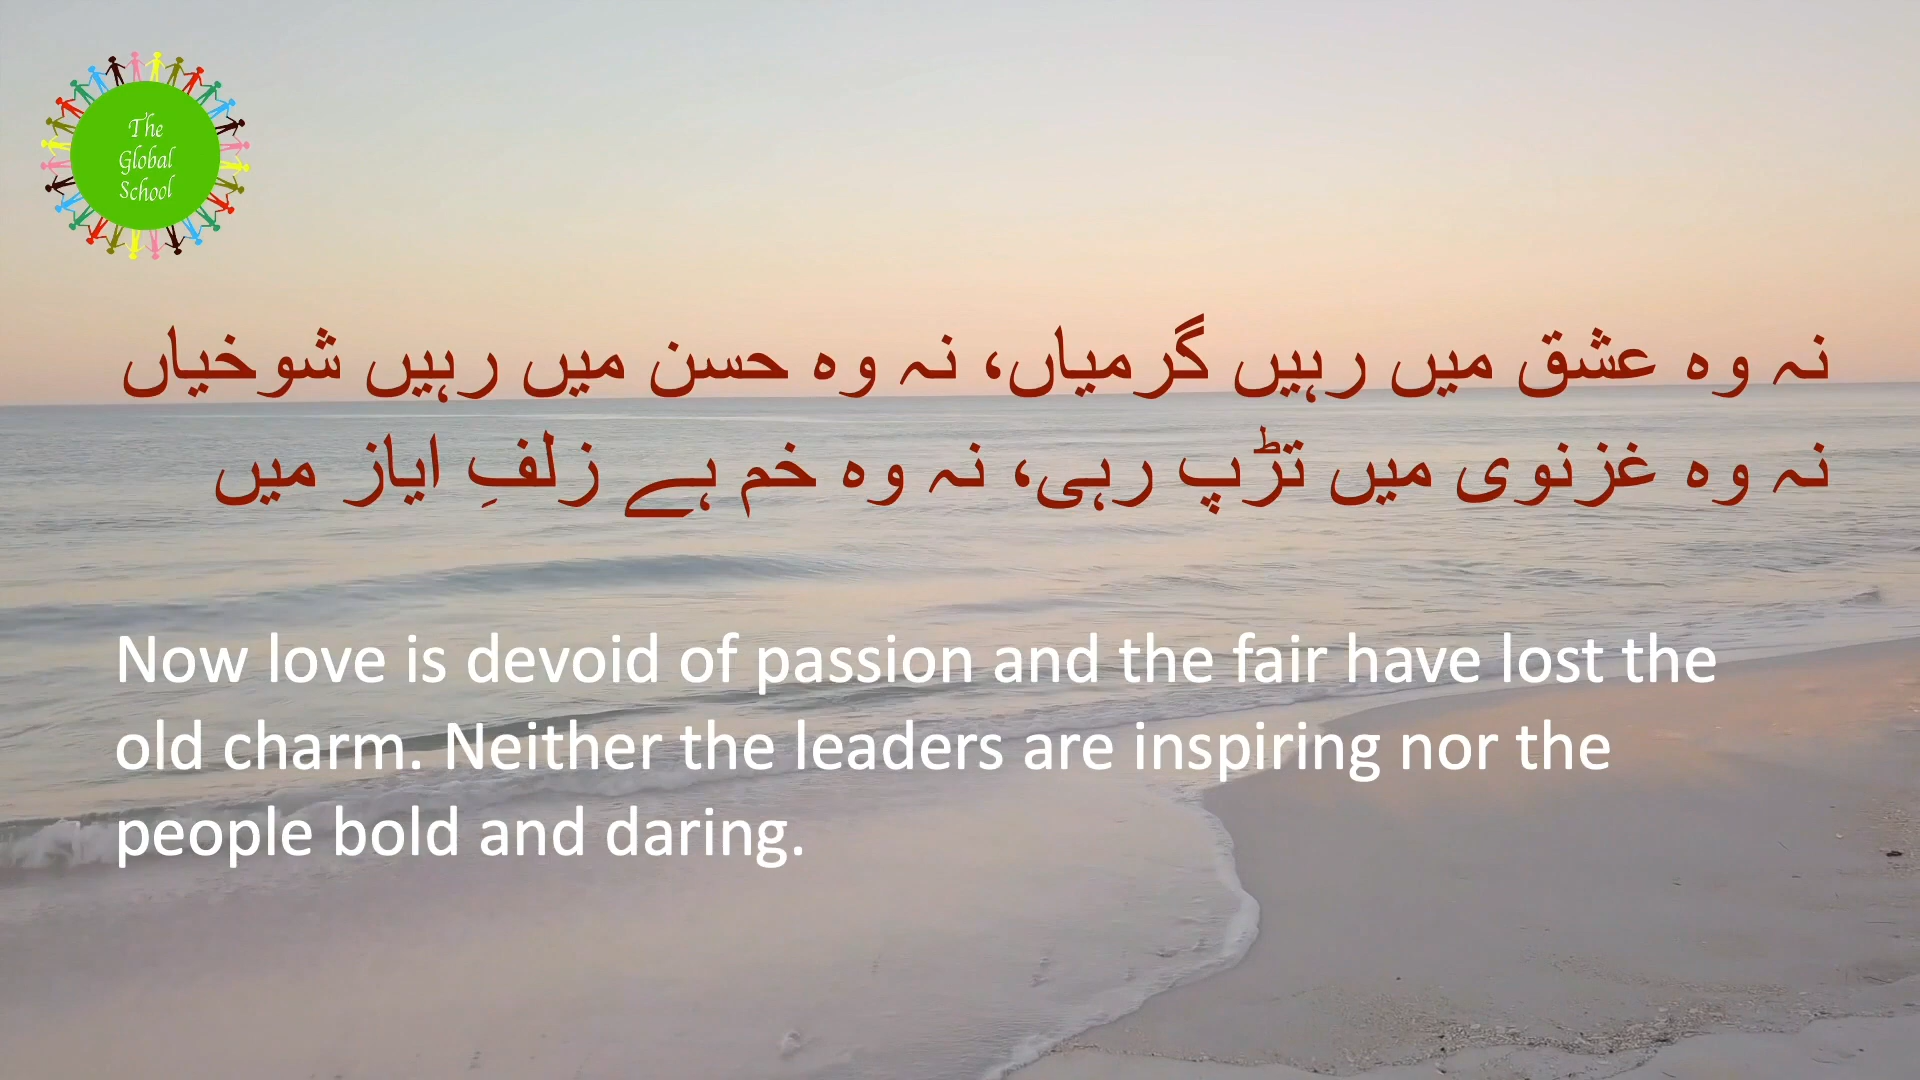 The
Global
School
نہ وہ عشق میں رہیں گرمیاں، نہ وہ حسن میں رہیں شوخیاں
نہ وہ غزنوی میں تڑپ رہی، نہ وہ خم ہے زلفِ ایاز میں
Now love is devoid of passion and the fair have lost the
old charm. Neither the leaders are inspiring nor the
people bold and daring.